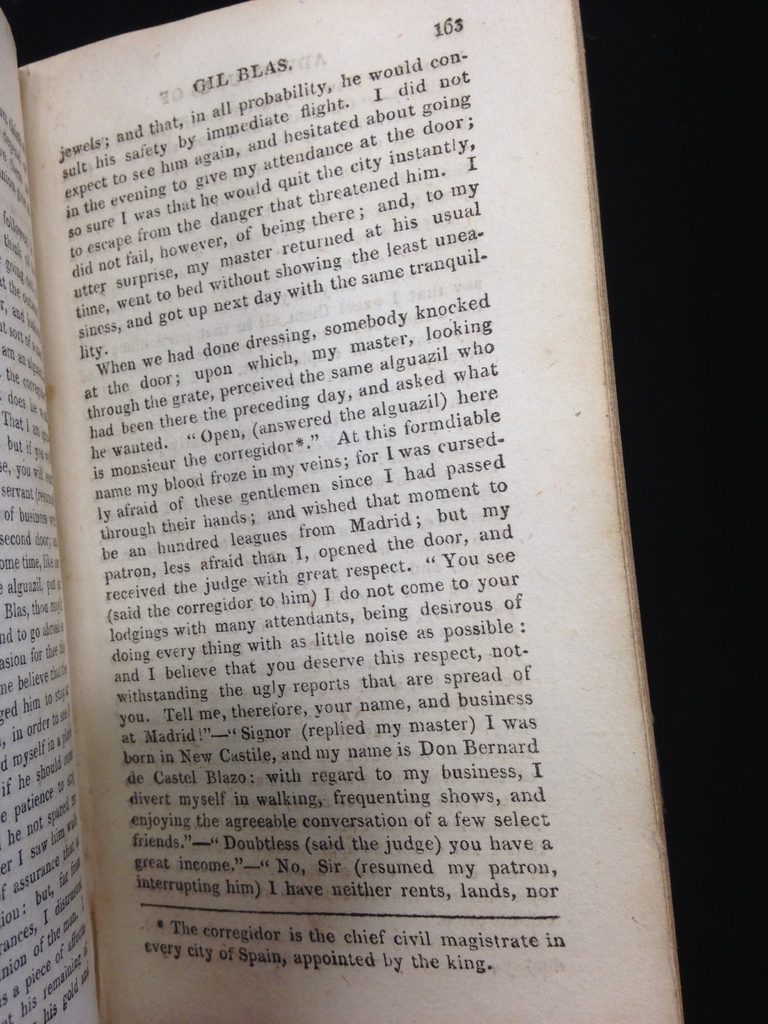 163
GIL BLAS.
jewels; and that, in all probability, he would con-
sult his safety by immediate flight. I did not
expect to see him again, and hesitated about going
in the evening to give my attendance at the door;
so sure I was that he would quit the city instantly,
to escape from the danger that threatened him. I
did not fail, however, of being there; and, to my
utter surprise, my master returned at his usual
time, went to bed without showing the least unea-
siness, and got up next day with the same tranquil-
lity.
When we had done dressing, somebody knocked
at the door; upon which, my master, looking
through the grate, perceived the same alguazil who
had been there the preceding day, and asked what
he wanted. "Open, (answered the alguazil) here
is monsieur the corregidor*." At this formdiable
name my blood froze in my veins; for I was cursed-
ly afraid of these gentlemen since I had passed
through their hands; and wished that moment to
be an hundred leagues from Madrid; but my
patron, less afraid than I, opened the door, and
received the judge with great respect. "You see
(said the corregidor to him) I do not come to your
lodgings with many attendants, being desirous of
doing every thing with as little noise as possible:
and I believe that you deserve this respect, not-
withstanding the ugly reports that are spread of
you. Tell me, therefore, your name, and business
at Madrid!"—"Signor (replied my master) I was
born in New Castile, and my name is Don Bernard
de Castel Blazo: with regard to my business, I
divert myself in walking, frequenting shows, and
enjoying the agreeable conversation of a few select
friends."—"Doubtless (said the judge) you have a
great income."—"No, Sir (resumed my patron,
interrupting him) I have neither rents, lands, nor
* The corregidor is the chief civil magistrate in
every city of Spain, appointed by the king.